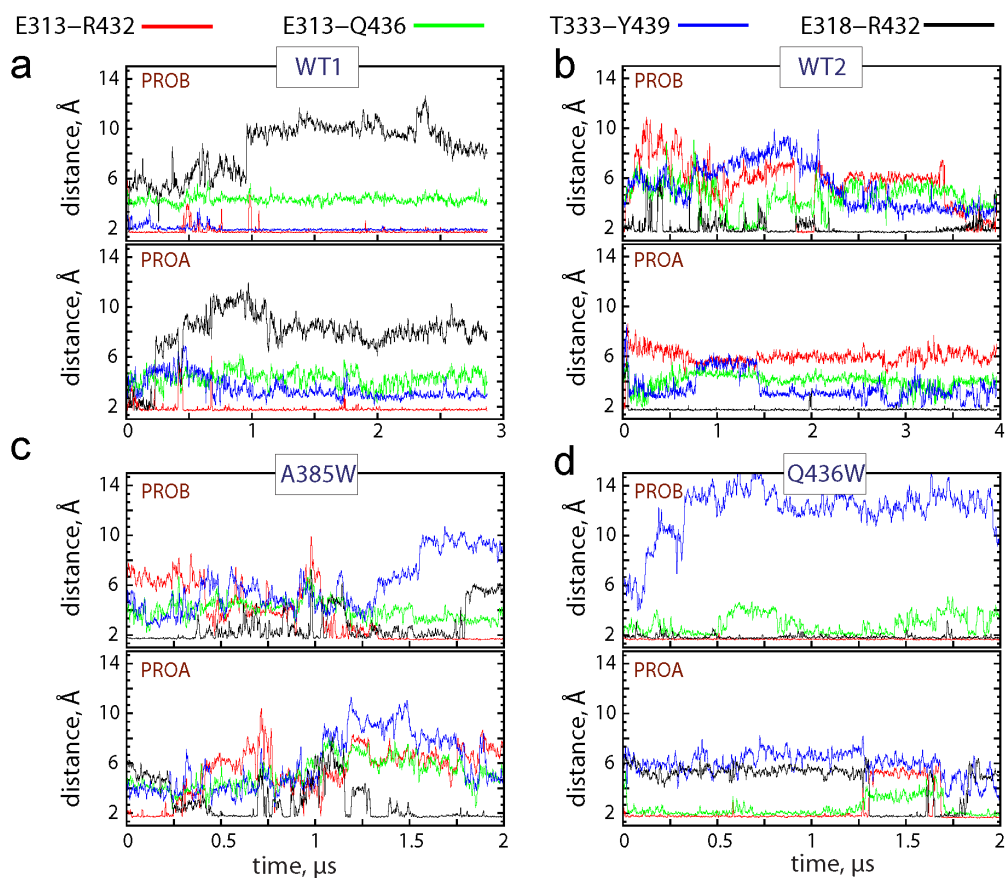 E313–R432 E313–Q436 T333–Y439 E318–R432
a WT1 b WT2
PROB PROB
14 14
10 10
6 6
2 2
distance, Å distance, Å
PROA PROA
14 14
10 10
6 6
2 2
distance, Å distance, Å
0 1 2 3 0 1 2 3 4
c A385W d Q436W
PROB PROB
14 14
10 10
6 6
2 2
distance, Å distance, Å
PROA PROA
14 14
10 10
6 6
2 2
distance, Å distance, Å
0 0.5 1 1.5 2 0 0.5 1 1.5 2
time, μs time, μs